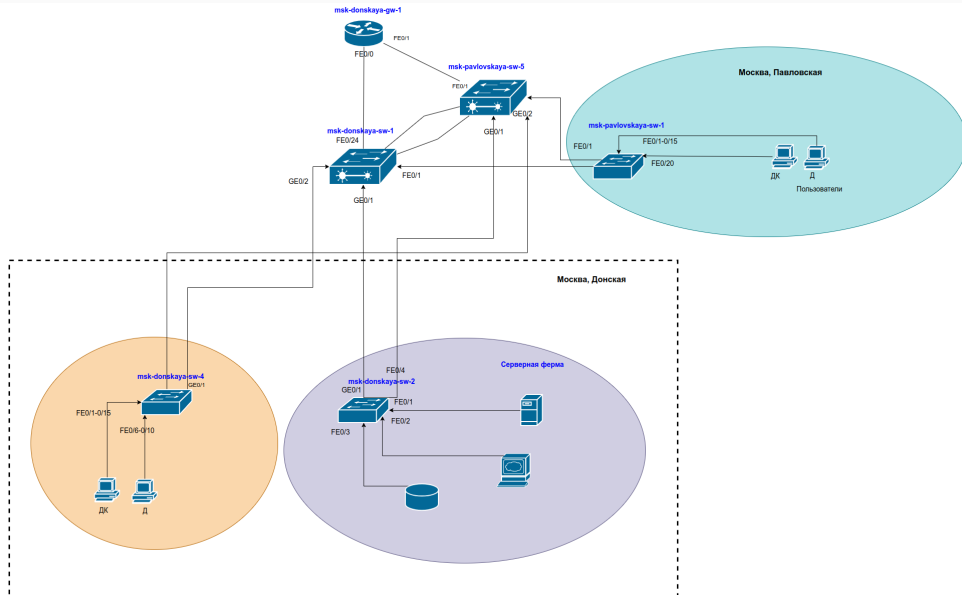 msk-donskaya-gw-1
FE0/1
FE0/0
msk-pavlovskaya-sw-5
FE0/1
GE0/2
GE0/1
Москва, Павловская
msk-pavlovskaya-sw-1
FE0/1
FE0/1-0/15
FE0/20
ДК
Д
Пользователи
msk-donskaya-sw-1
FE0/24
GE0/2
FE0/1
GE0/1
Москва, Донская
msk-donskaya-sw-4
GE0/1
FE0/1-0/15
FE0/6-0/10
ДК
Д
Серверная ферма
FE0/4
msk-donskaya-sw-2
GE0/1
FE0/1
FE0/2
FE0/3